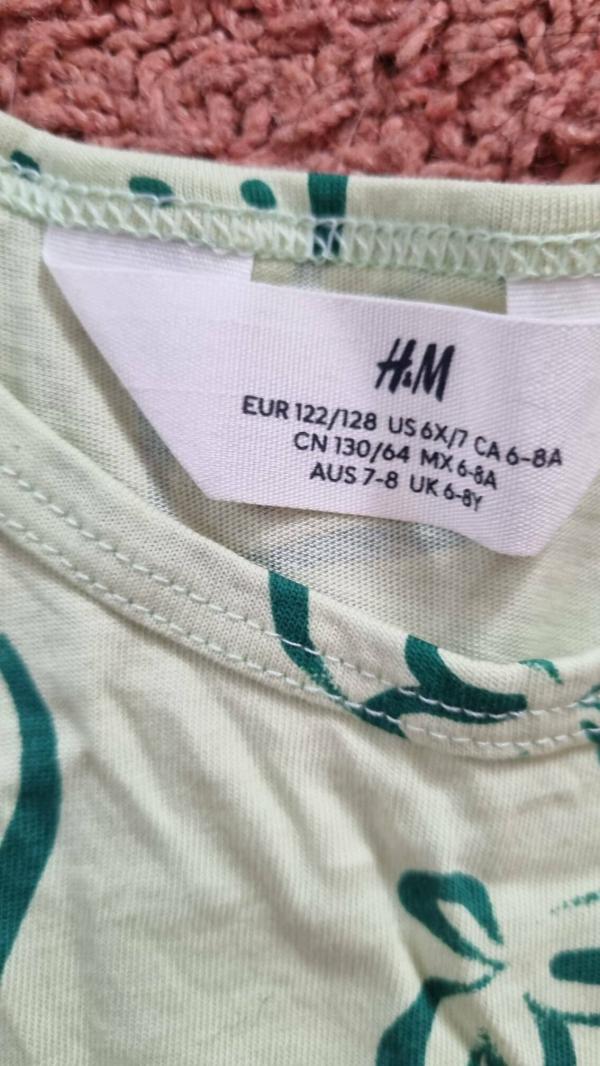 H&M
EUR 122/128 US 6X/7 CA 6-8A
CN 130/64 MX 6-8A
AUS 7-8 UK 6-8Y